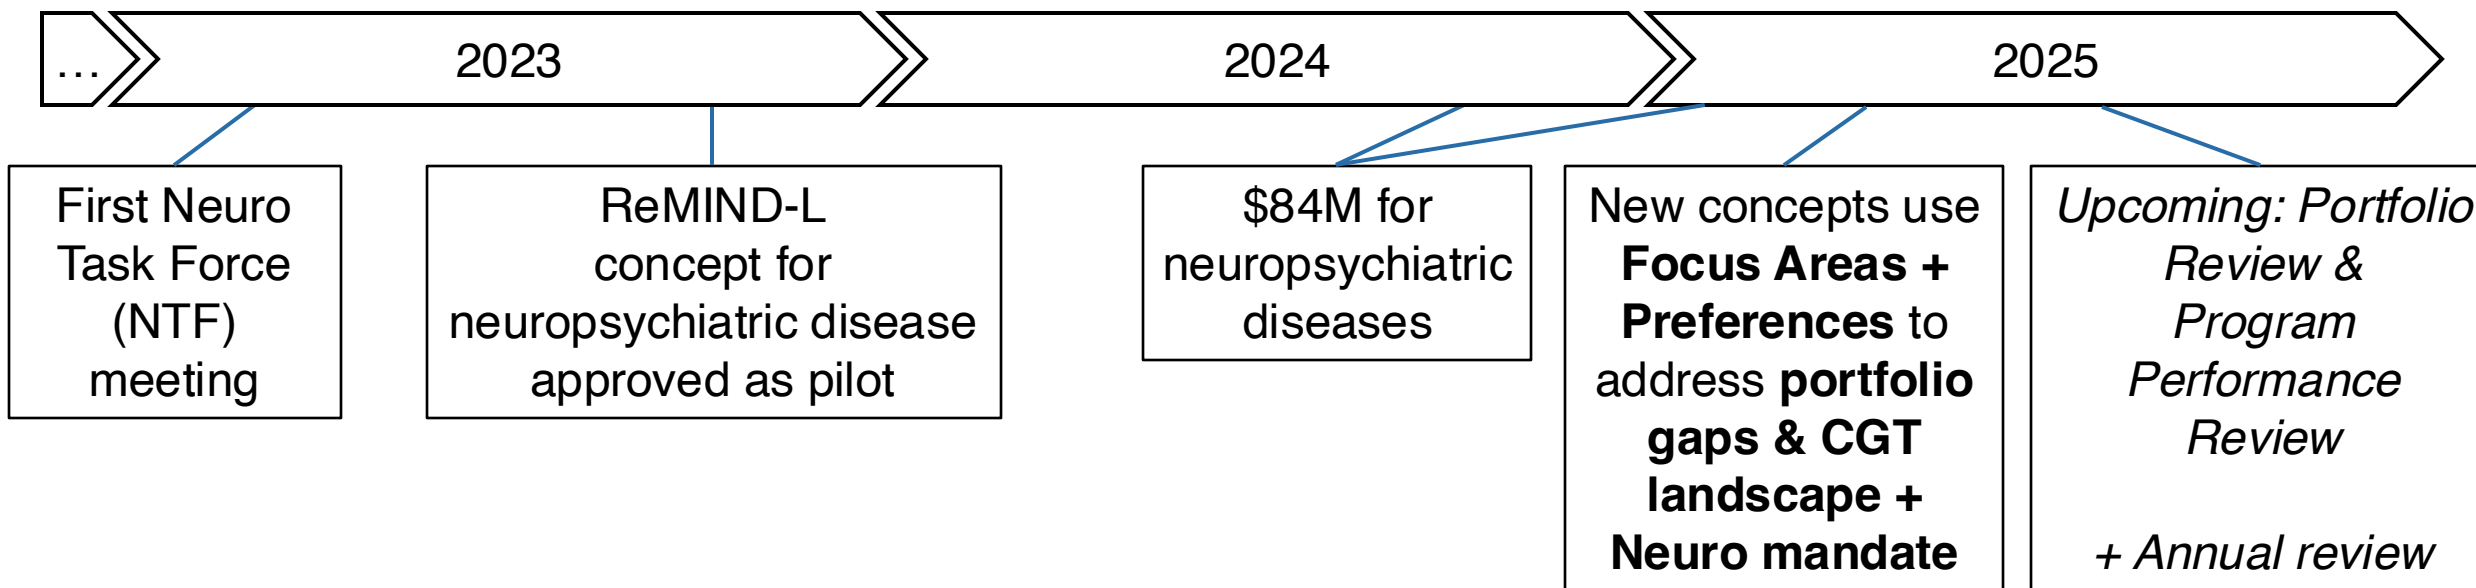 ...
2023
2024
2025
First Neuro
Task Force
(NTF)
meeting
ReMIND-L
concept for
neuropsychiatric disease
approved as pilot
$84M for
neuropsychiatric
diseases
New concepts use
Focus Areas +
Preferences to
address portfolio
gaps & CGT
landscape +
Neuro mandate
Upcoming: Portfolio
Review &
Program
Performance
Review
+ Annual review